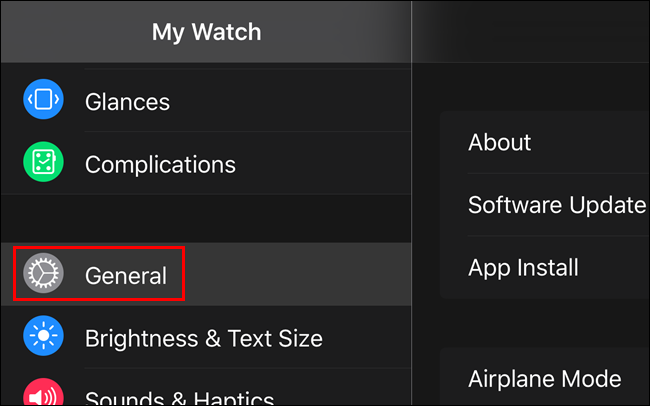 My Watch
Glances
Complications
General
Brightness & Text Size
Sounds & Haptics
About
Software Update
App Install
Airplane Mode